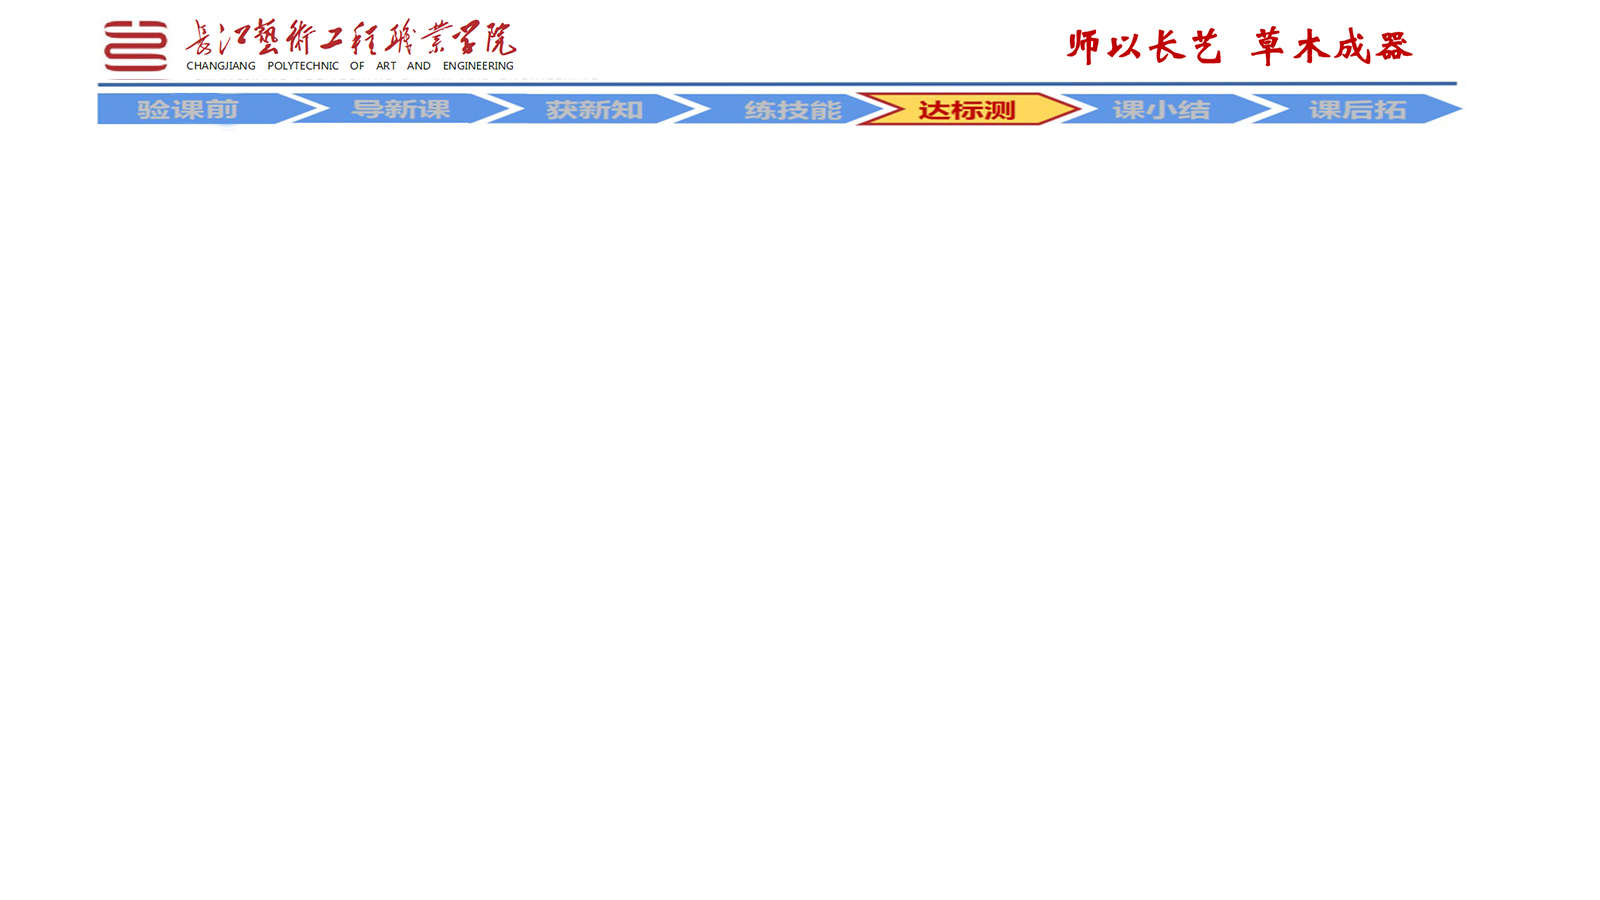 長江藝術工程職業学院
CHANGJIANG POLYTECHNIC OF ART AND ENGINEERING
师以长艺 草木成器
验课前 导新课 获新知 练技能 达标测 课小结 课后拓